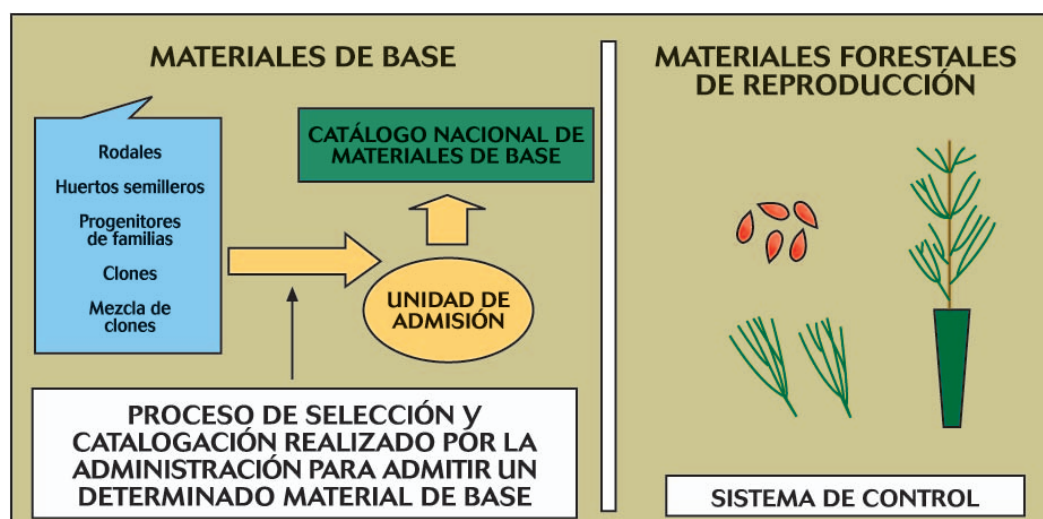 MATERIALES DE BASE
Rodales
Huertos semilleros
Progenitores
de familias
Clones
Mezcla de
clones
CATÁLOGO NACIONAL DE
MATERIALES DE BASE
UNIDAD DE
ADMISIÓN
PROCESO DE SELECCIÓN y
CATALOGACIÓN REALIZADO POR LA
ADMINISTRACIÓN PARA ADMITIR UN
DETERMINADO MATERIAL DE BASE
MATERIALES FORESTALES
DE REPRODUCCIÓN
SISTEMA DE CONTROL